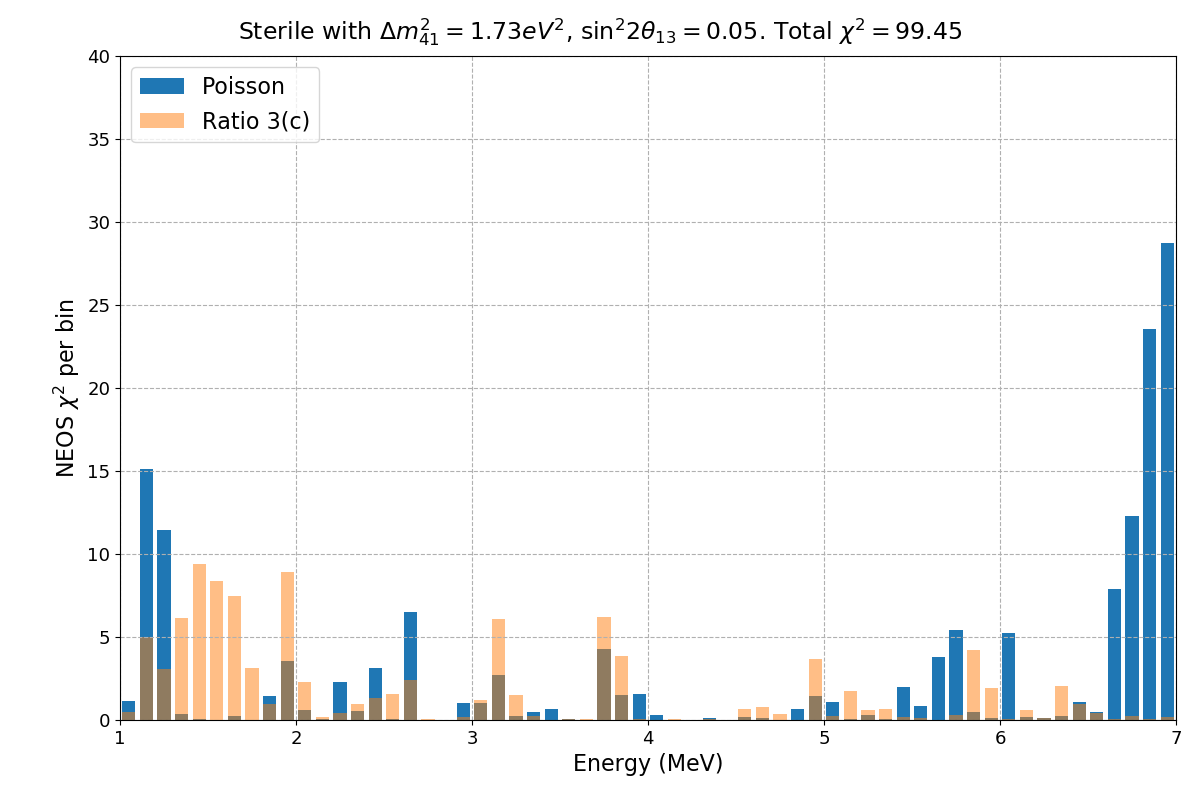 Sterile with Δm²₄₁ = 1.73eV², sin²2θ₁₃ = 0.05. Total χ² = 99.45
40
35
30
25
20
15
10
5
0
NEOS χ² per bin
Poisson
Ratio 3(c)
1 2 3 4 5 6 7
Energy (MeV)